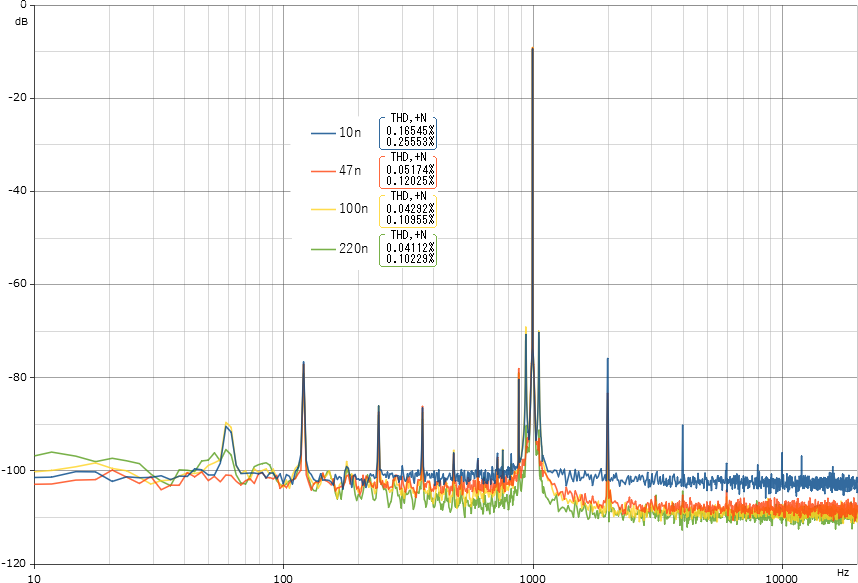 0
dB
-20
10n
THD,+N
0.16545%
0.25553%
47n
THD,+N
0.05174%
0.12025%
100n
THD,+N
0.04292%
0.10955%
220n
THD,+N
0.04112%
0.10229%
-40
-60
-80
-100
-120
10
100
1000
10000
Hz